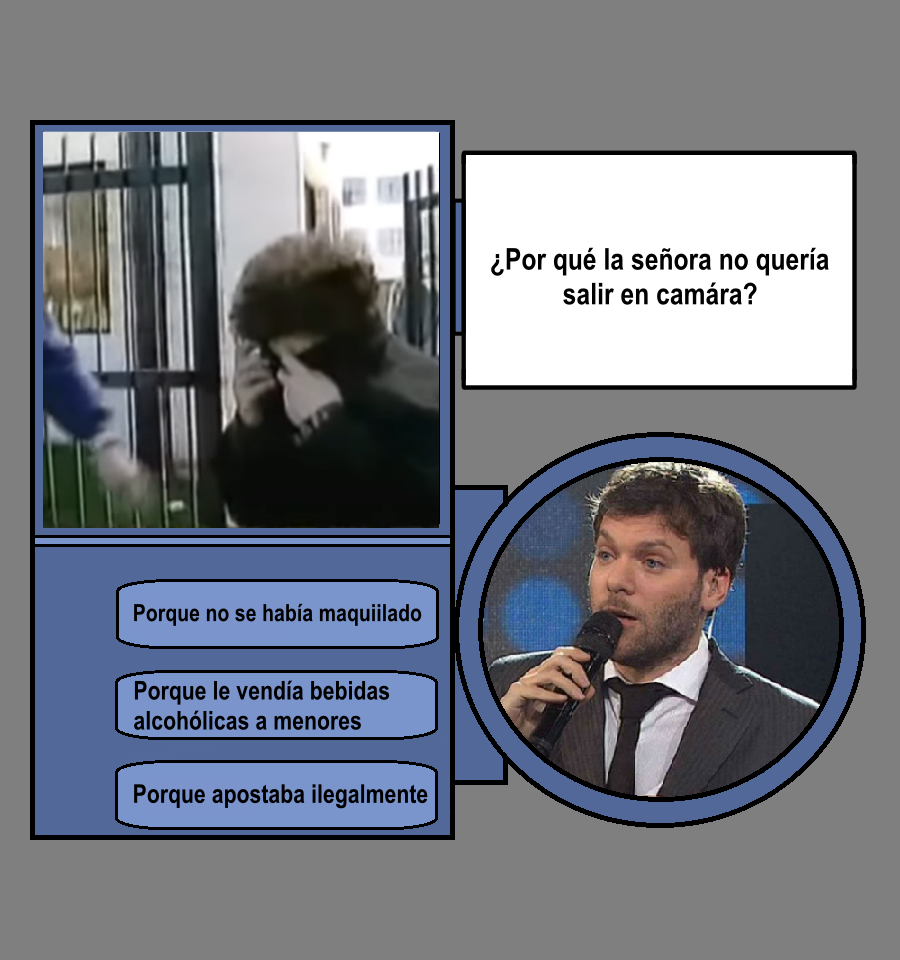 ¿Por qué la señora no quería
salir en camára?
Porque no se había maquiilado
Porque le vendía bebidas
alcohólicas a menores
Porque apostaba ilegalmente